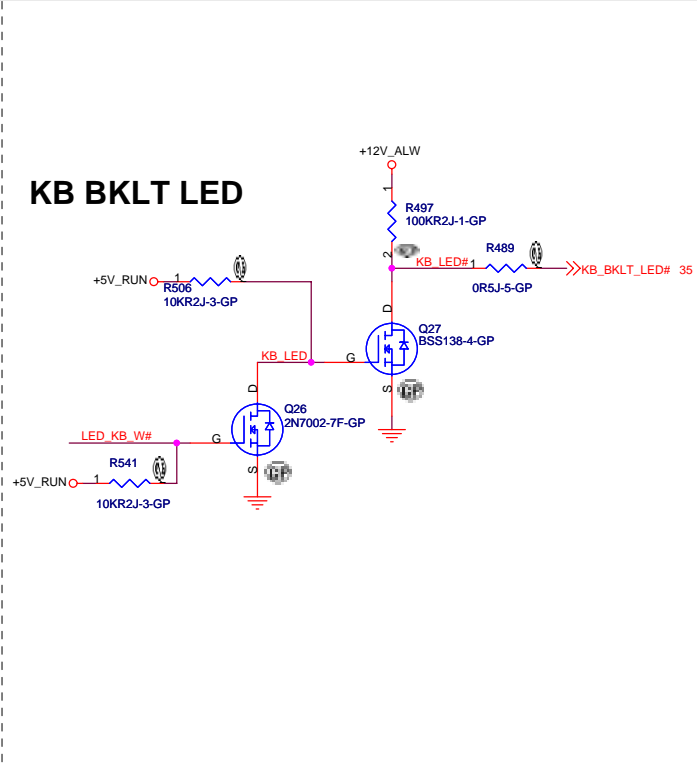 +12V_ALW
KB BKLT LED
1
R497
100KR2J-1-GP
2
KB_LED#
1
R489
0R5J-5-GP
KB_BKLT_LED# 35
+5V_RUN
1
R506
10KR2J-3-GP
D
Q27
BSS138-4-GP
KB_LED
G
S
GP
D
Q26
2N7002-7F-GP
LED_KB_W#
G
S
GP
R541
+5V_RUN
1
10KR2J-3-GP